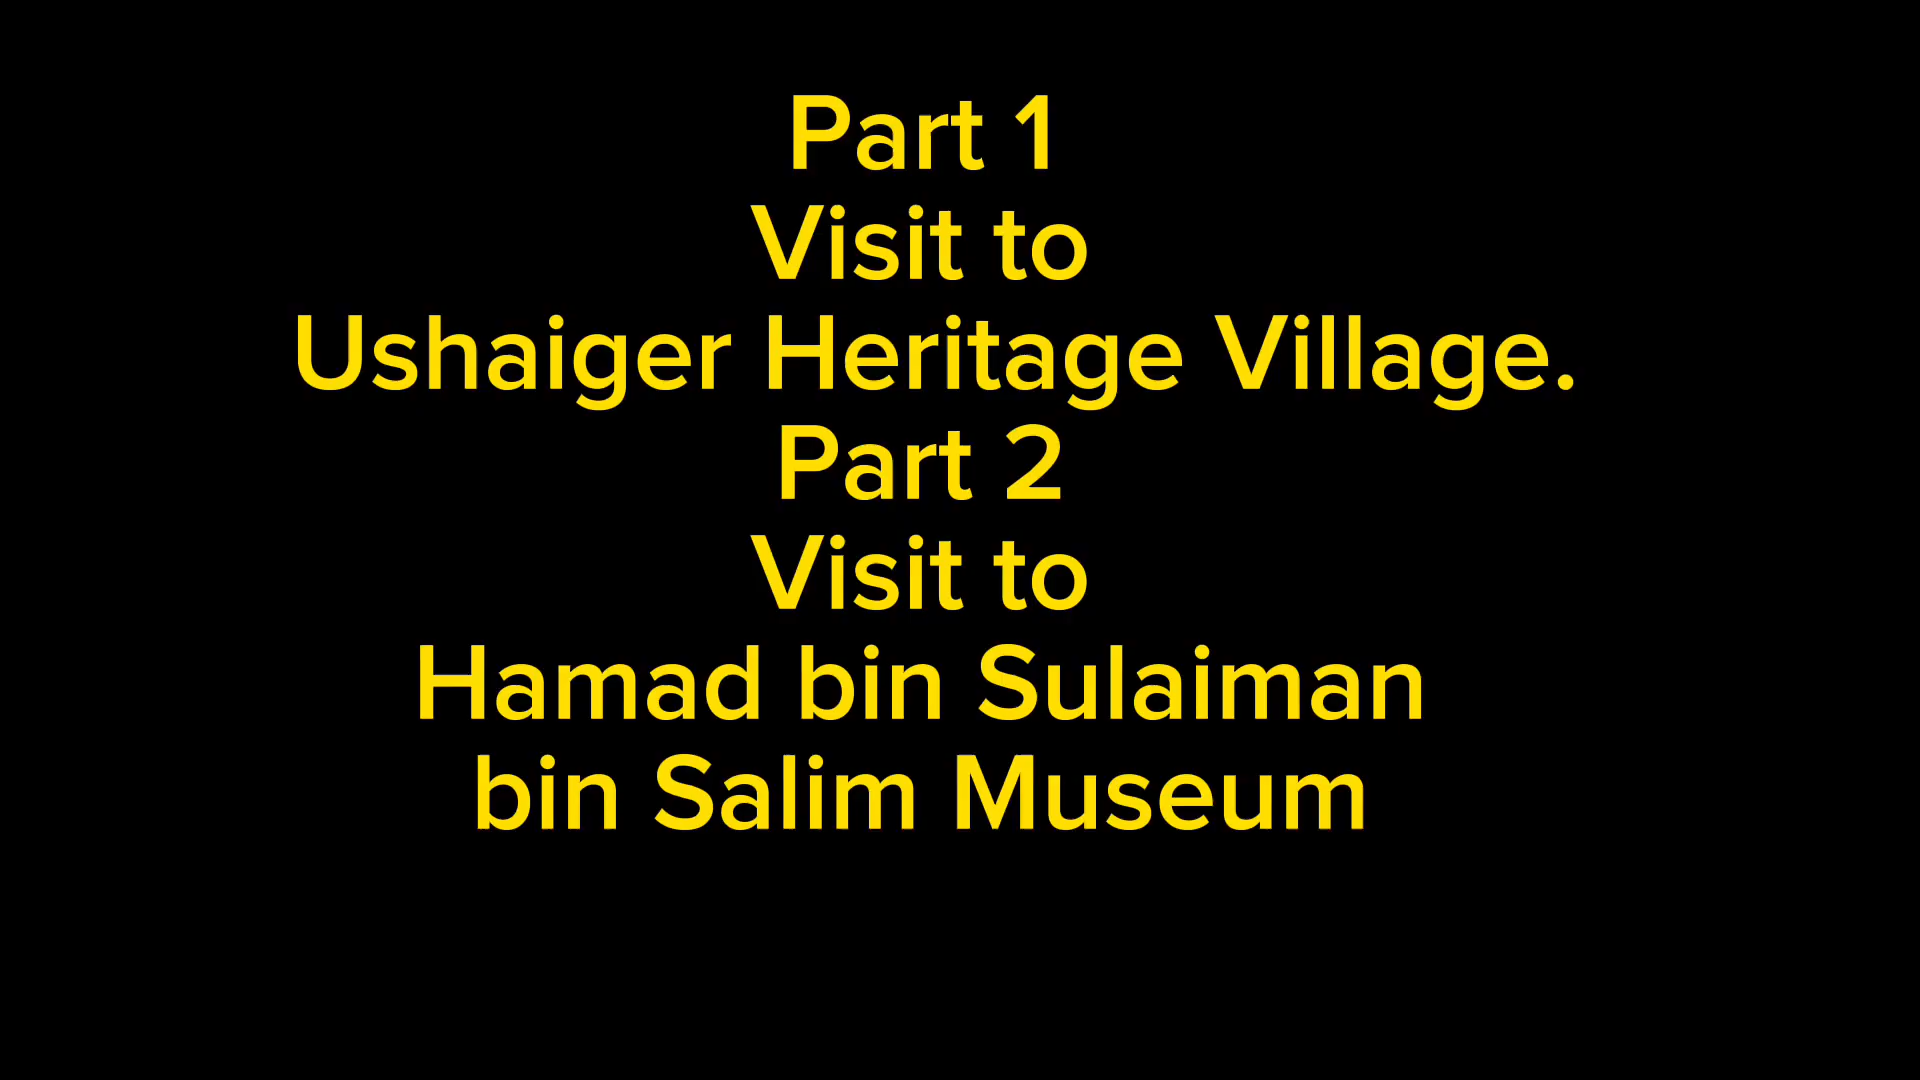 Part 1
Visit to
Ushaiger Heritage Village.
Part 2
Visit to
Hamad bin Sulaiman
bin Salim Museum